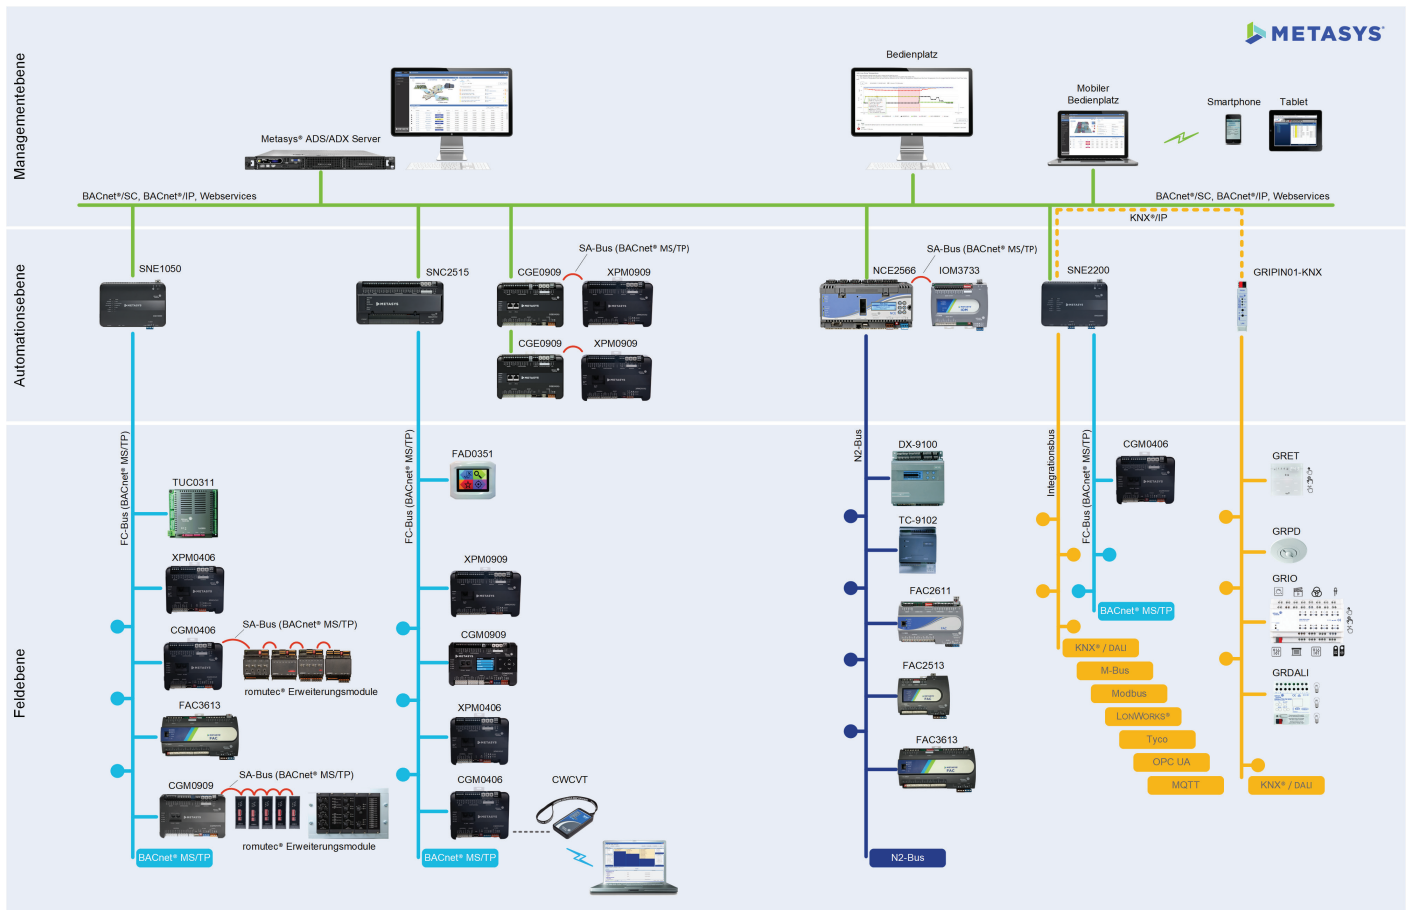 METASYS®
Managementebene
Bedienplatz
Mobiler
Bedienplatz
Smartphone
Tablet
Metasys® ADS/ADX Server
BACnet®/SC, BACnet®/IP, Webservices
BACnet®/SC, BACnet®/IP, Webservices
KNX®/IP
Automationsebene
SNE1050
SNC2515
SA-Bus (BACnet® MS/TP)
CGE0909
XPM0909
CGE0909
XPM0909
SA-Bus (BACnet® MS/TP)
NCE2566
IOM3733
SNE2200
GRIPIN01-KNX
METASYS
METASYS
METASYS
METASYS
METASYS
METASYS
Feldebene
FC-Bus (BACnet® MS/TP)
TUC0311
XPM0406
CGM0406
SA-Bus (BACnet® MS/TP)
romutec® Erweiterungsmodule
FAC3613
CGM0909
SA-Bus (BACnet® MS/TP)
romutec® Erweiterungsmodule
BACnet® MS/TP
FC-Bus (BACnet® MS/TP)
FAD0351
XPM0909
CGM0909
XPM0406
CGM0406
CWCVT
BACnet® MS/TP
N2-Bus
DX-9100
TC-9102
FAC2611
FAC2513
FAC3613
N2-Bus
Integrationsbus
FC-Bus (BACnet® MS/TP)
CGM0406
BACnet® MS/TP
KNX® / DALI
M-Bus
Modbus
LONWORKS®
Tyco
OPC UA
MQTT
GRET
GRPD
GRIO
GRDALI
KNX® / DALI